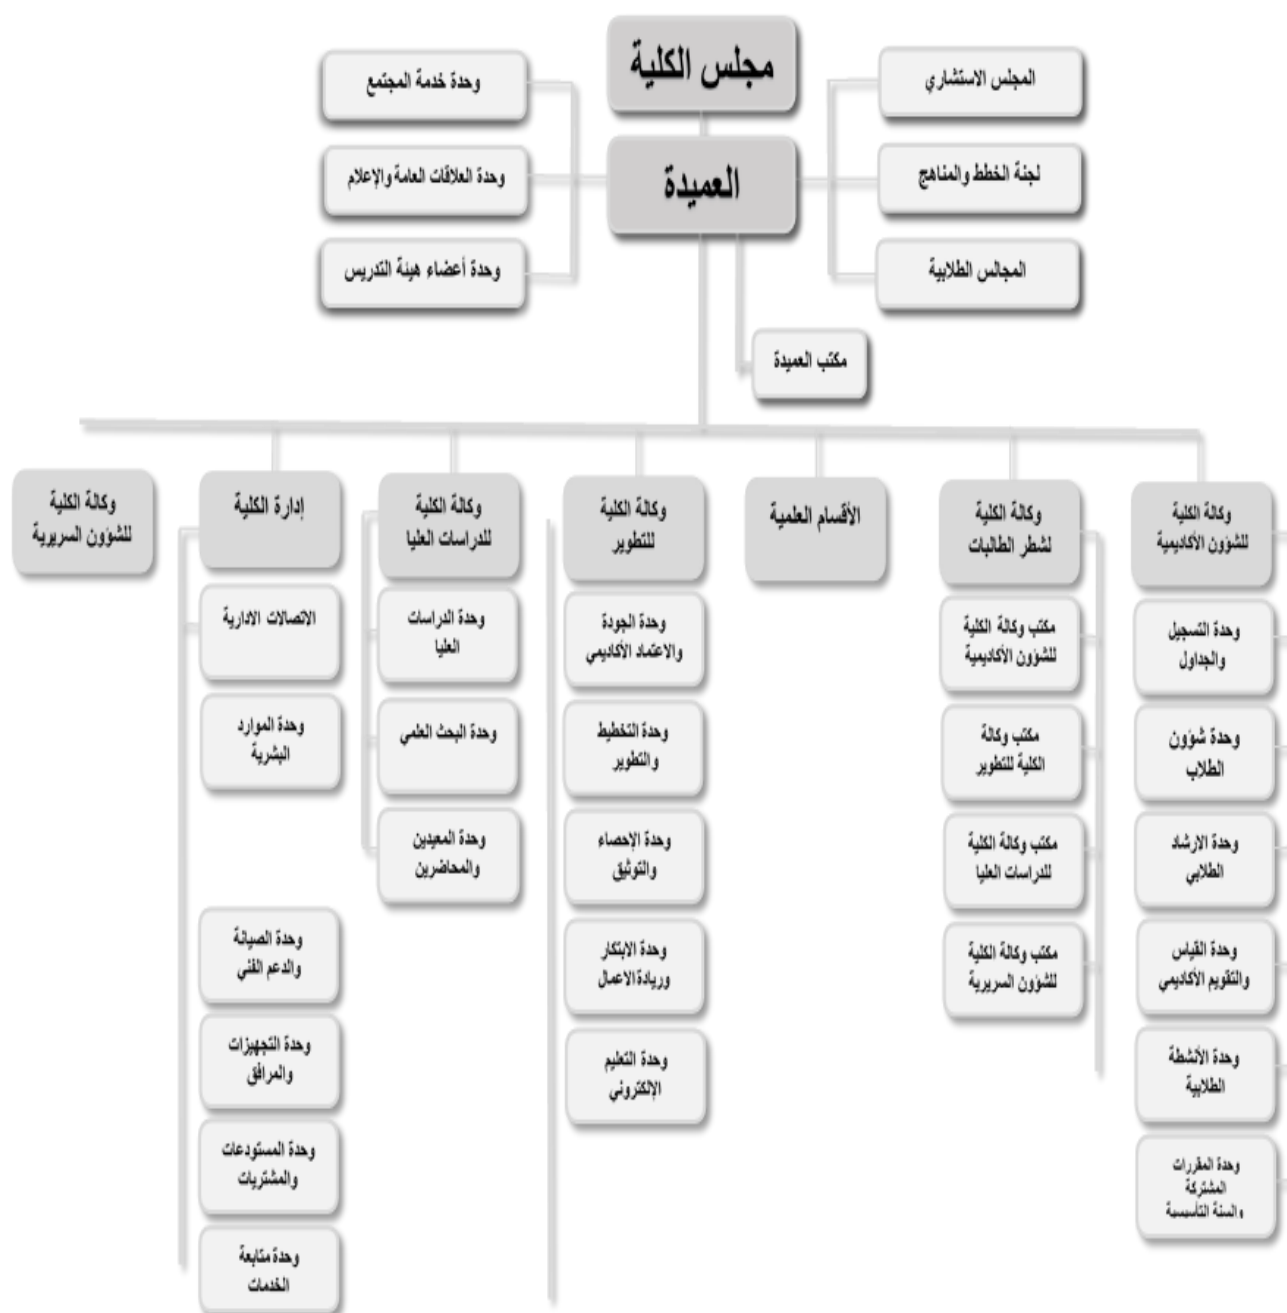 مجلس الكلية
العميدة
المجلس الاستشاري
لجنة الخطط والمناهج
المجالس الطلابية
وحدة خدمة المجتمع
وحدة العلاقات العامة والإعلام
وحدة أعضاء هيئة التدريس
مكتب العميدة
وكالة الكلية
للشؤون الأكاديمية
وحدة التسجيل
والجداول
وحدة شؤون
الطلاب
وحدة الارشاد
الطلابي
وحدة القياس
والتقويم الأكاديمي
وحدة الأنشطة
الطلابية
وحدة المقررات
المشتركة
والسنة التأسيسية
وكالة الكلية
لشطر الطالبات
مكتب وكالة الكلية
للشؤون الأكاديمية
مكتب وكالة
الكلية للتطوير
مكتب وكالة الكلية
للدراسات العليا
مكتب وكالة الكلية
للشؤون السريرية
الأقسام العلمية
وكالة الكلية
للتطوير
وحدة الجودة
والاعتماد الأكاديمي
وحدة التخطيط
والتطوير
وحدة الإحصاء
والتوثيق
وحدة الابتكار
وريادة الاعمال
وحدة التعليم
الإلكتروني
وكالة الكلية
للدراسات العليا
وحدة الدراسات
العليا
وحدة البحث العلمي
وحدة المعيدين
والمحاضرين
إدارة الكلية
الاتصالات الادارية
وحدة الموارد
البشرية
وحدة الصيانة
والدعم الفني
وحدة التجهيزات
والمرافق
وحدة المستودعات
والمشتريات
وحدة متابعة
الخدمات
وكالة الكلية
للشؤون السريرية